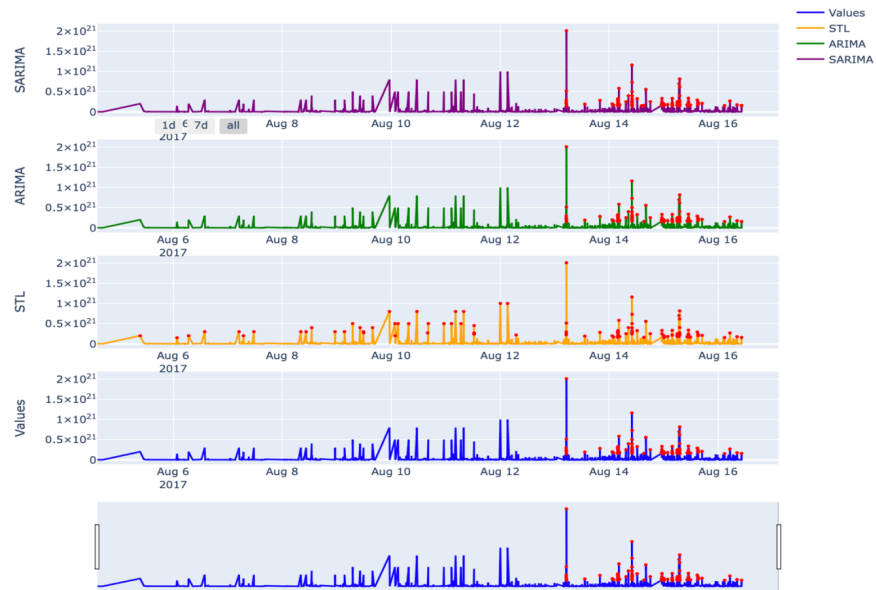 Values
STL
ARIMA
SARIMA
SARIMA
2×10²¹
1.5×10²¹
1×10²¹
0.5×10²¹
0
Aug 8
Aug 10
Aug 12
Aug 14
Aug 16
1d 6 7d all
2017
ARIMA
2×10²¹
1.5×10²¹
1×10²¹
0.5×10²¹
0
Aug 6
Aug 8
Aug 10
Aug 12
Aug 14
Aug 16
2017
STL
2×10²¹
1.5×10²¹
1×10²¹
0.5×10²¹
0
Aug 6
Aug 8
Aug 10
Aug 12
Aug 14
Aug 16
2017
Values
2×10²¹
1.5×10²¹
1×10²¹
0.5×10²¹
0
Aug 6
Aug 8
Aug 10
Aug 12
Aug 14
Aug 16
2017